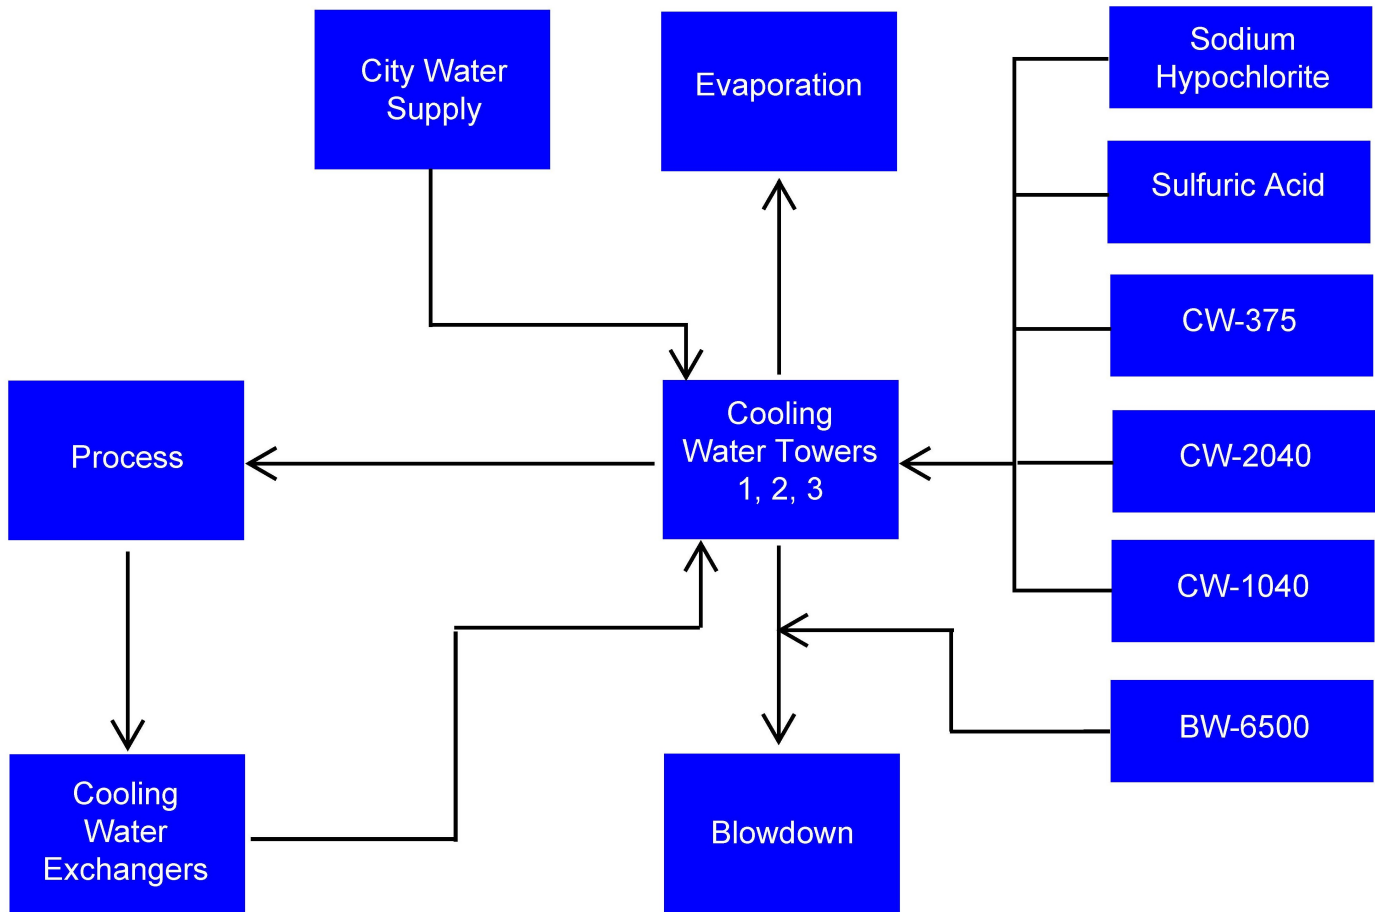 City Water
Supply
Evaporation
Sodium
Hypochlorite
Sulfuric Acid
CW-375
Process
Cooling
Water Towers
1, 2, 3
CW-2040
CW-1040
BW-6500
Cooling
Water
Exchangers
Blowdown